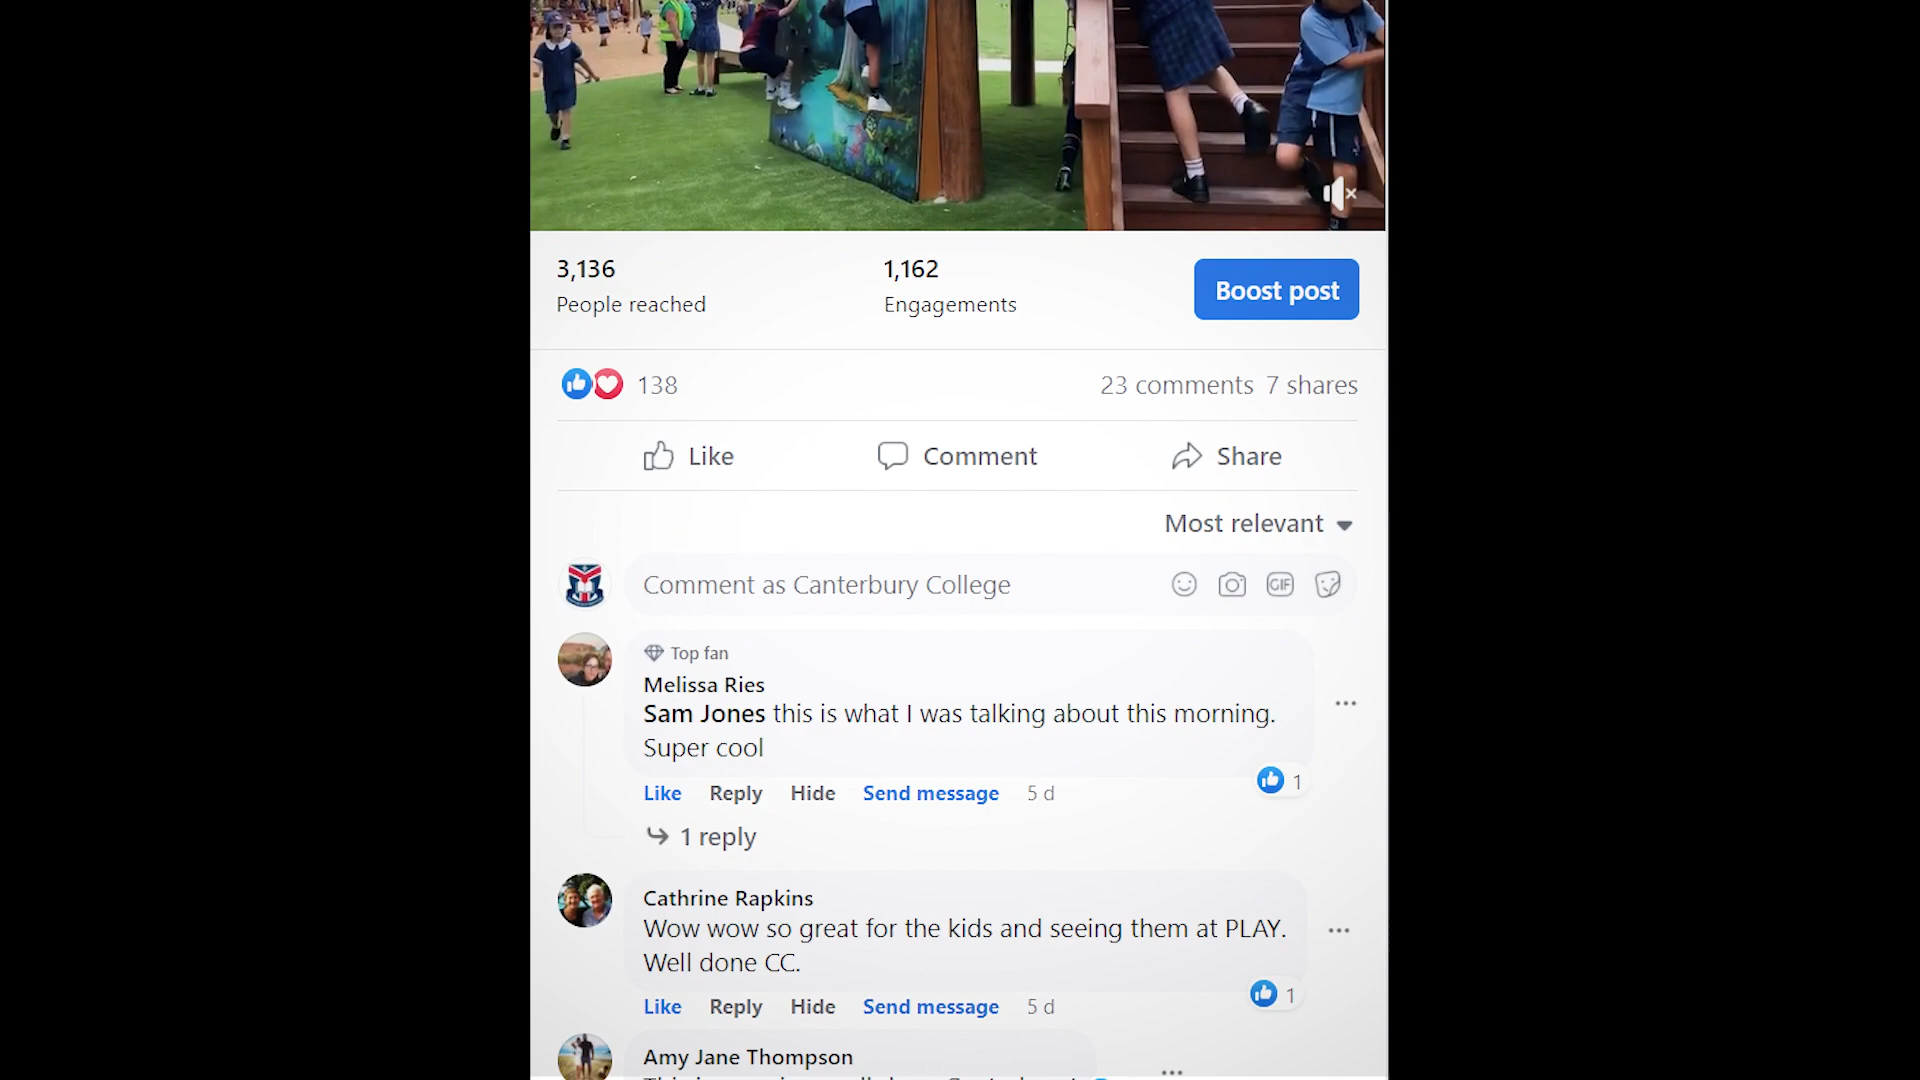 3,136
People reached
1,162
Engagements
Boost post
138
23 comments 7 shares
Like
Comment
Share
Most relevant
Comment as Canterbury College
GIF
Top fan
Melissa Ries
Sam Jones this is what I was talking about this morning.
Super cool
1
Like Reply Hide Send message 5 d
1 reply
Cathrine Rapkins
Wow wow so great for the kids and seeing them at PLAY.
Well done CC.
1
Like Reply Hide Send message 5 d
Amy Jane Thompson